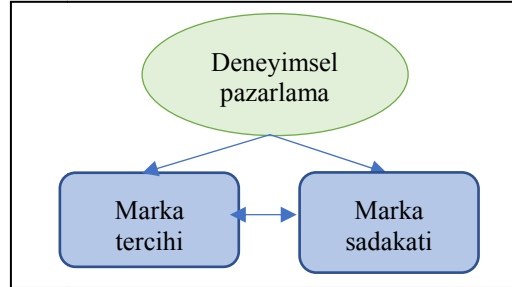 Deneyimsel
pazarlama
Marka
tercihi
Marka
sadakati